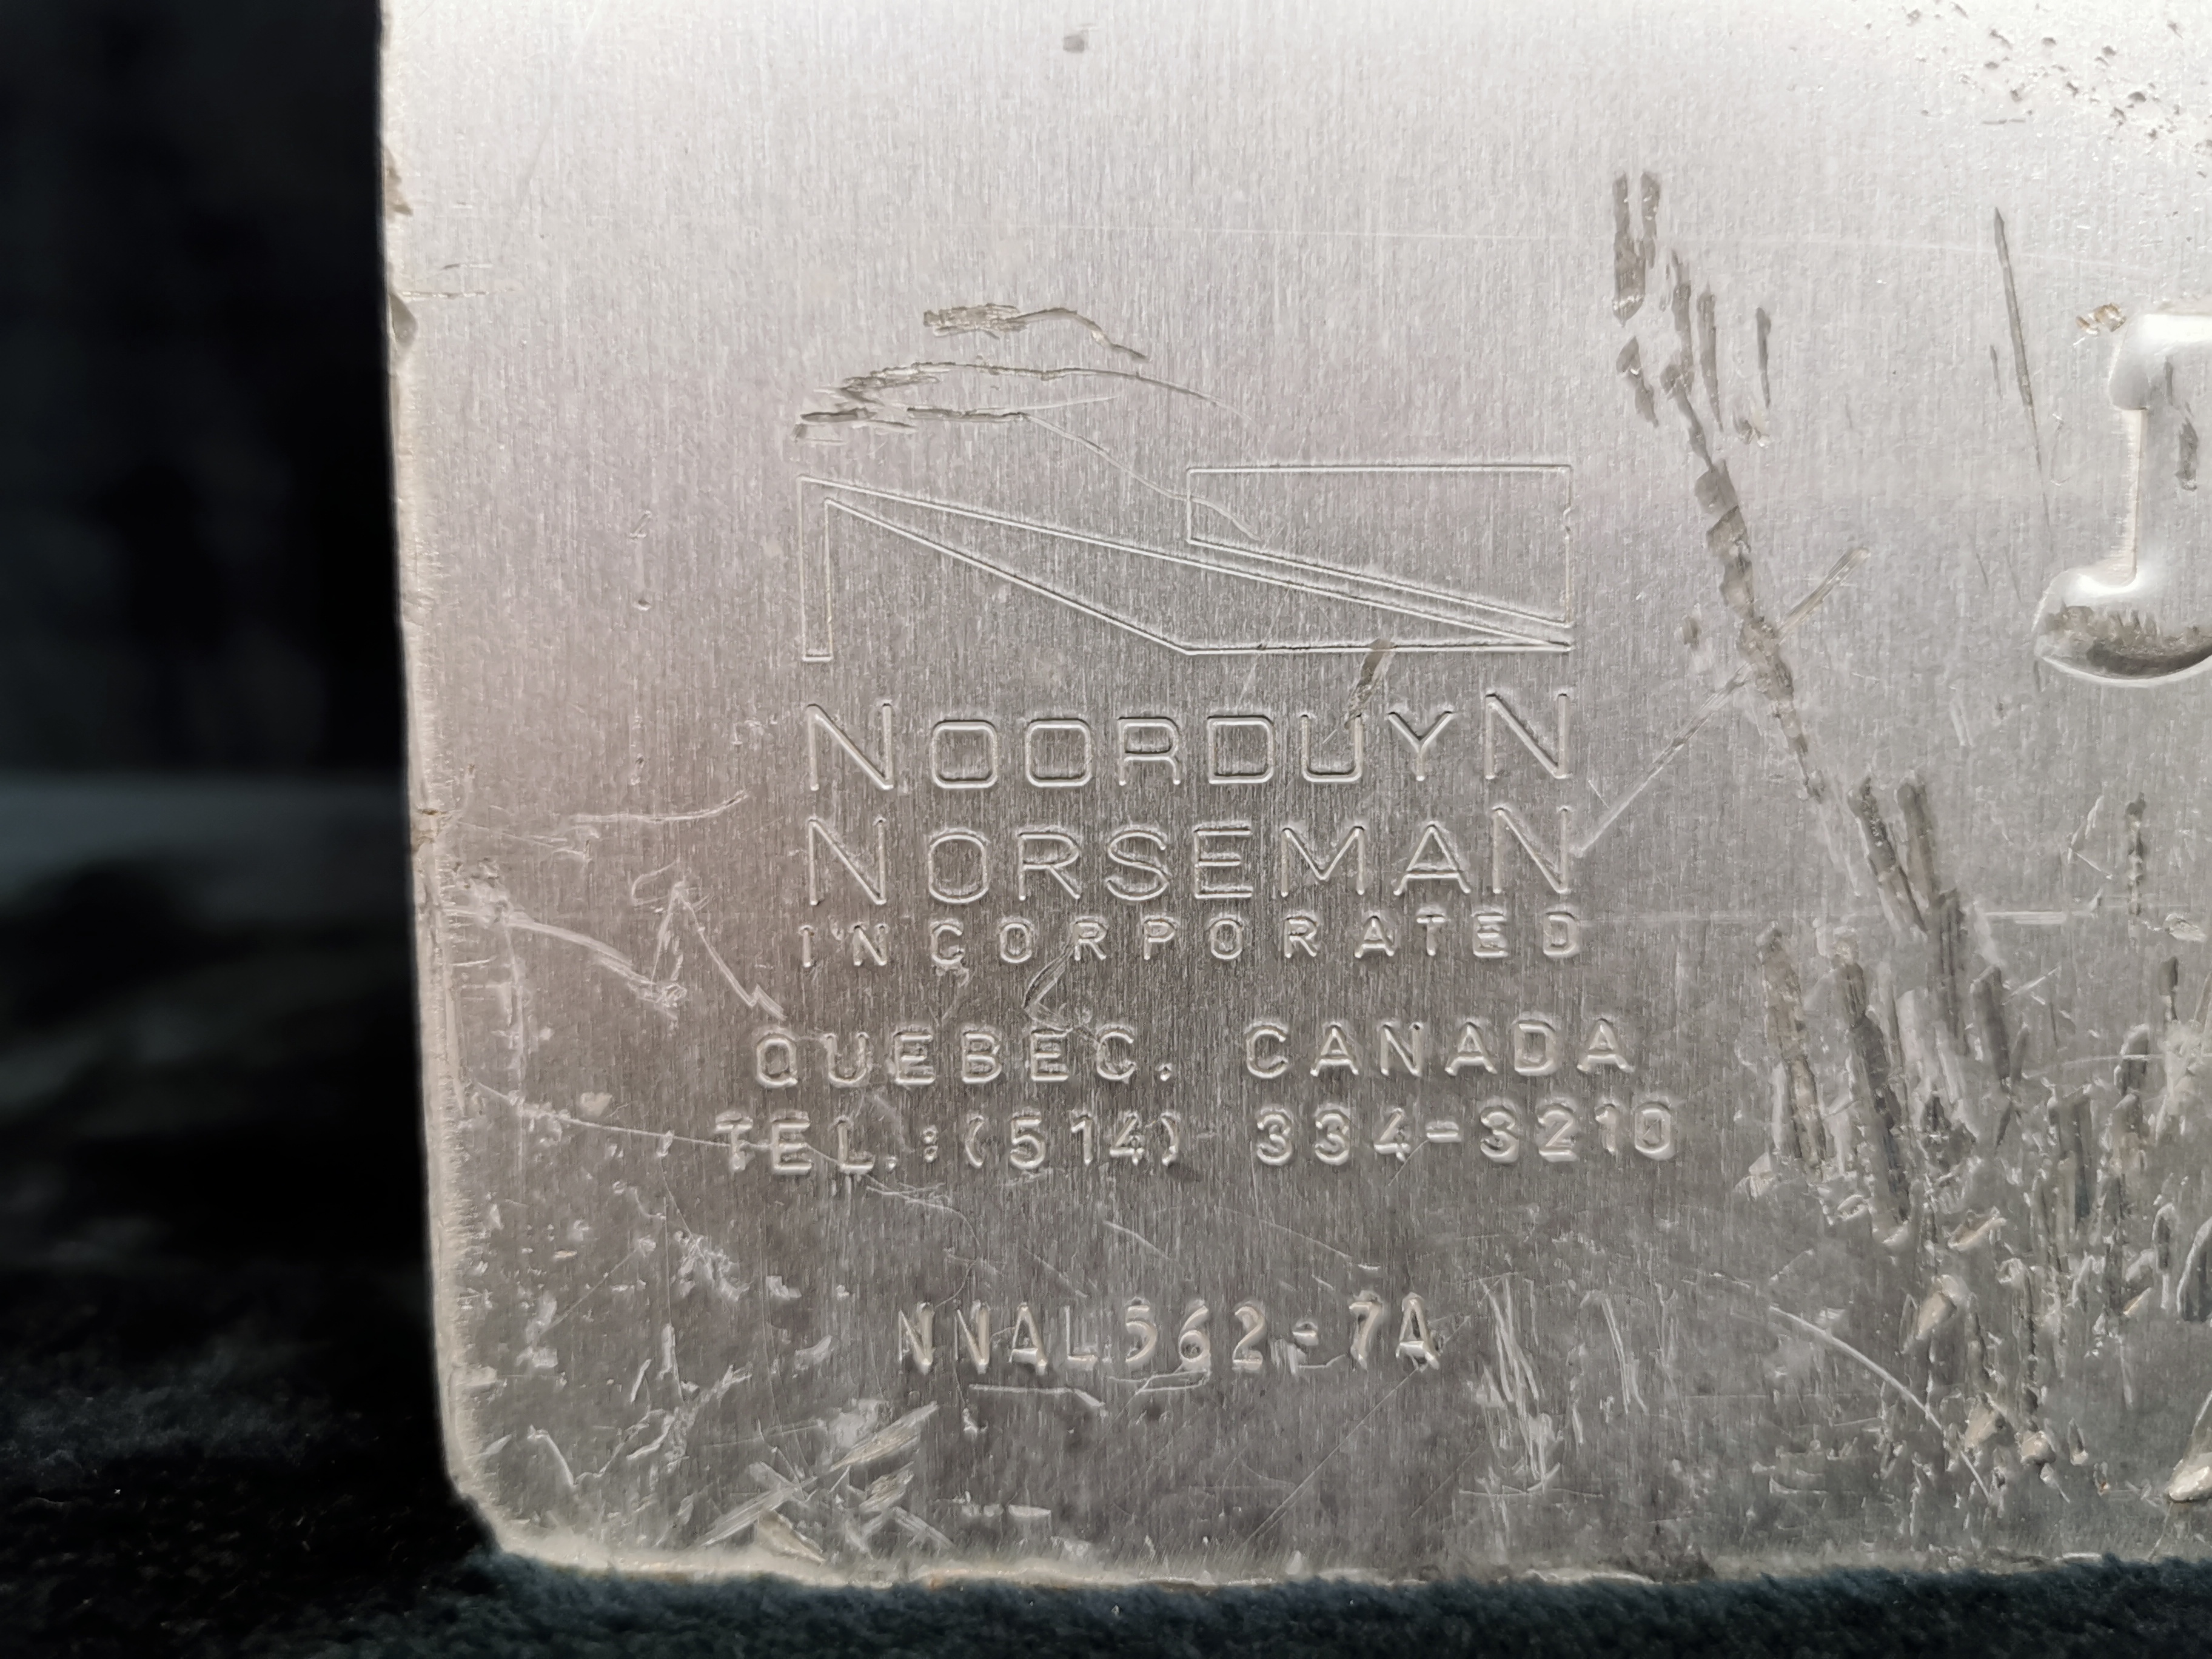 NOORDUYN
NORSEMAN
INCORPORATED
QUEBEC. CANADA
TEL.:(514) 334-3210
NNAL562-7A